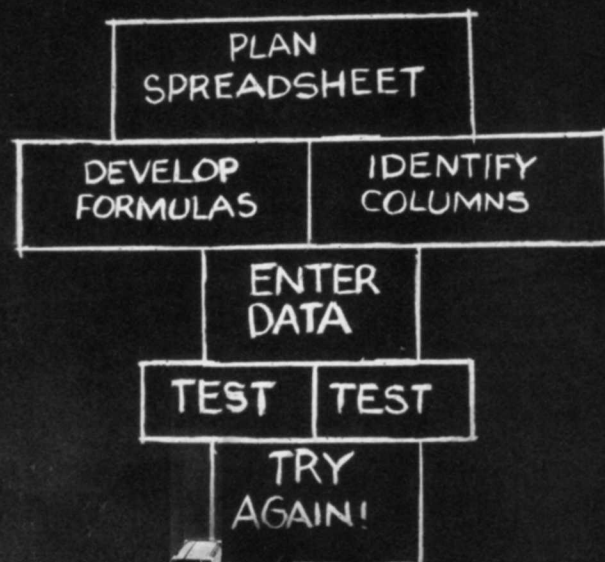 PLAN
SPREADSHEET
DEVELOP
FORMULAS
IDENTIFY
COLUMNS
ENTER
DATA
TEST
TEST
TRY
AGAIN!